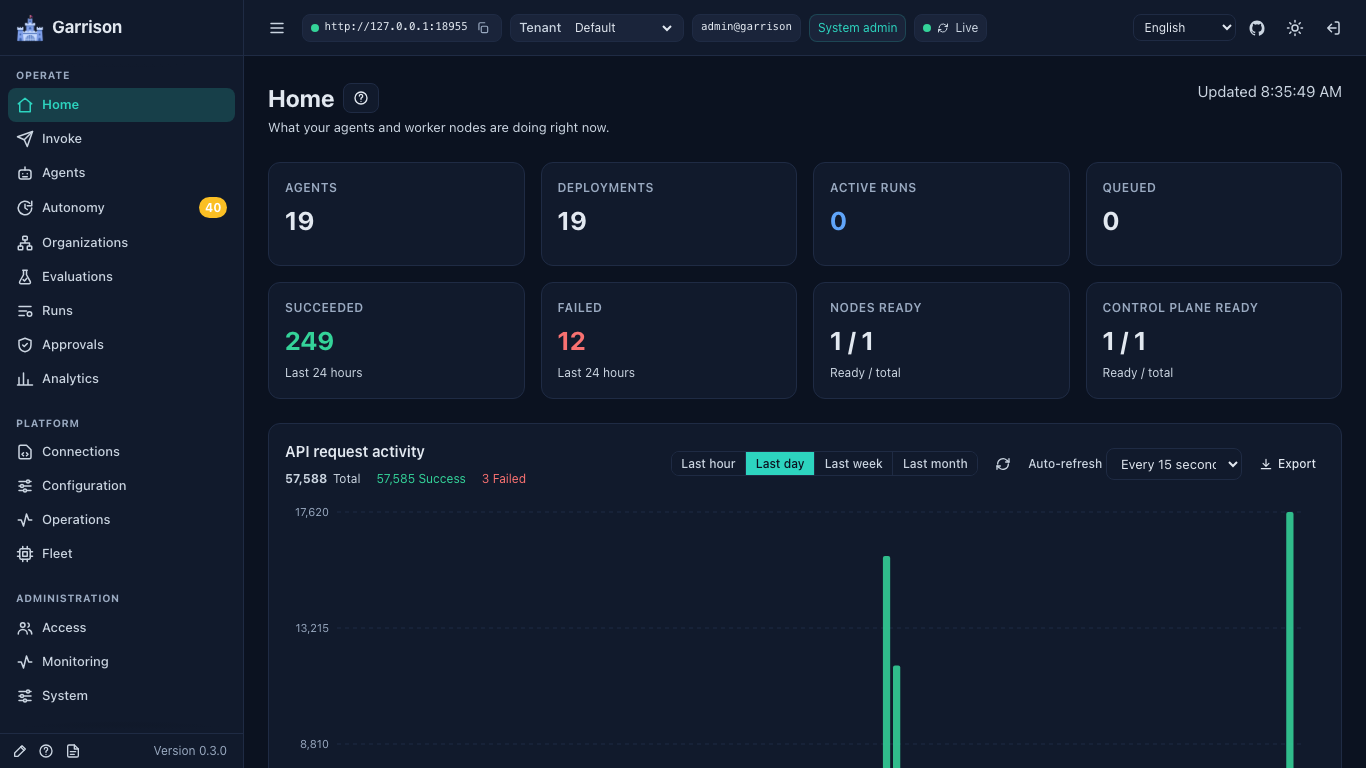 Garrison
http://127.0.0.1:18955
Tenant Default
admin@garrison
System admin
Live
English
OPERATE
Home
Invoke
Agents
Autonomy 40
Organizations
Evaluations
Runs
Approvals
Analytics
PLATFORM
Connections
Configuration
Operations
Fleet
ADMINISTRATION
Access
Monitoring
System
Version 0.3.0
Home
Updated 8:35:49 AM
What your agents and worker nodes are doing right now.
AGENTS
19
DEPLOYMENTS
19
ACTIVE RUNS
0
QUEUED
0
SUCCEEDED
249
Last 24 hours
FAILED
12
Last 24 hours
NODES READY
1 / 1
Ready / total
CONTROL PLANE READY
1 / 1
Ready / total
API request activity
57,588 Total 57,585 Success 3 Failed
Last hour Last day Last week Last month
Auto-refresh Every 15 second
Export
17,620
13,215
8,810